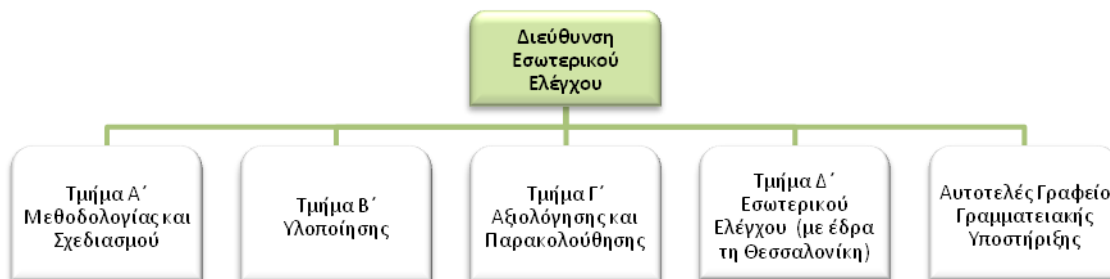 Διεύθυνση
Εσωτερικού
Ελέγχου
Τμήμα Α΄
Μεθοδολογίας και
Σχεδιασμού
Τμήμα Β΄
Υλοποίησης
Τμήμα Γ΄
Αξιολόγησης και
Παρακολούθησης
Τμήμα Δ΄
Εσωτερικού
Ελέγχου (με έδρα
τη Θεσσαλονίκη)
Αυτοτελές Γραφείο
Γραμματειακής
Υποστήριξης